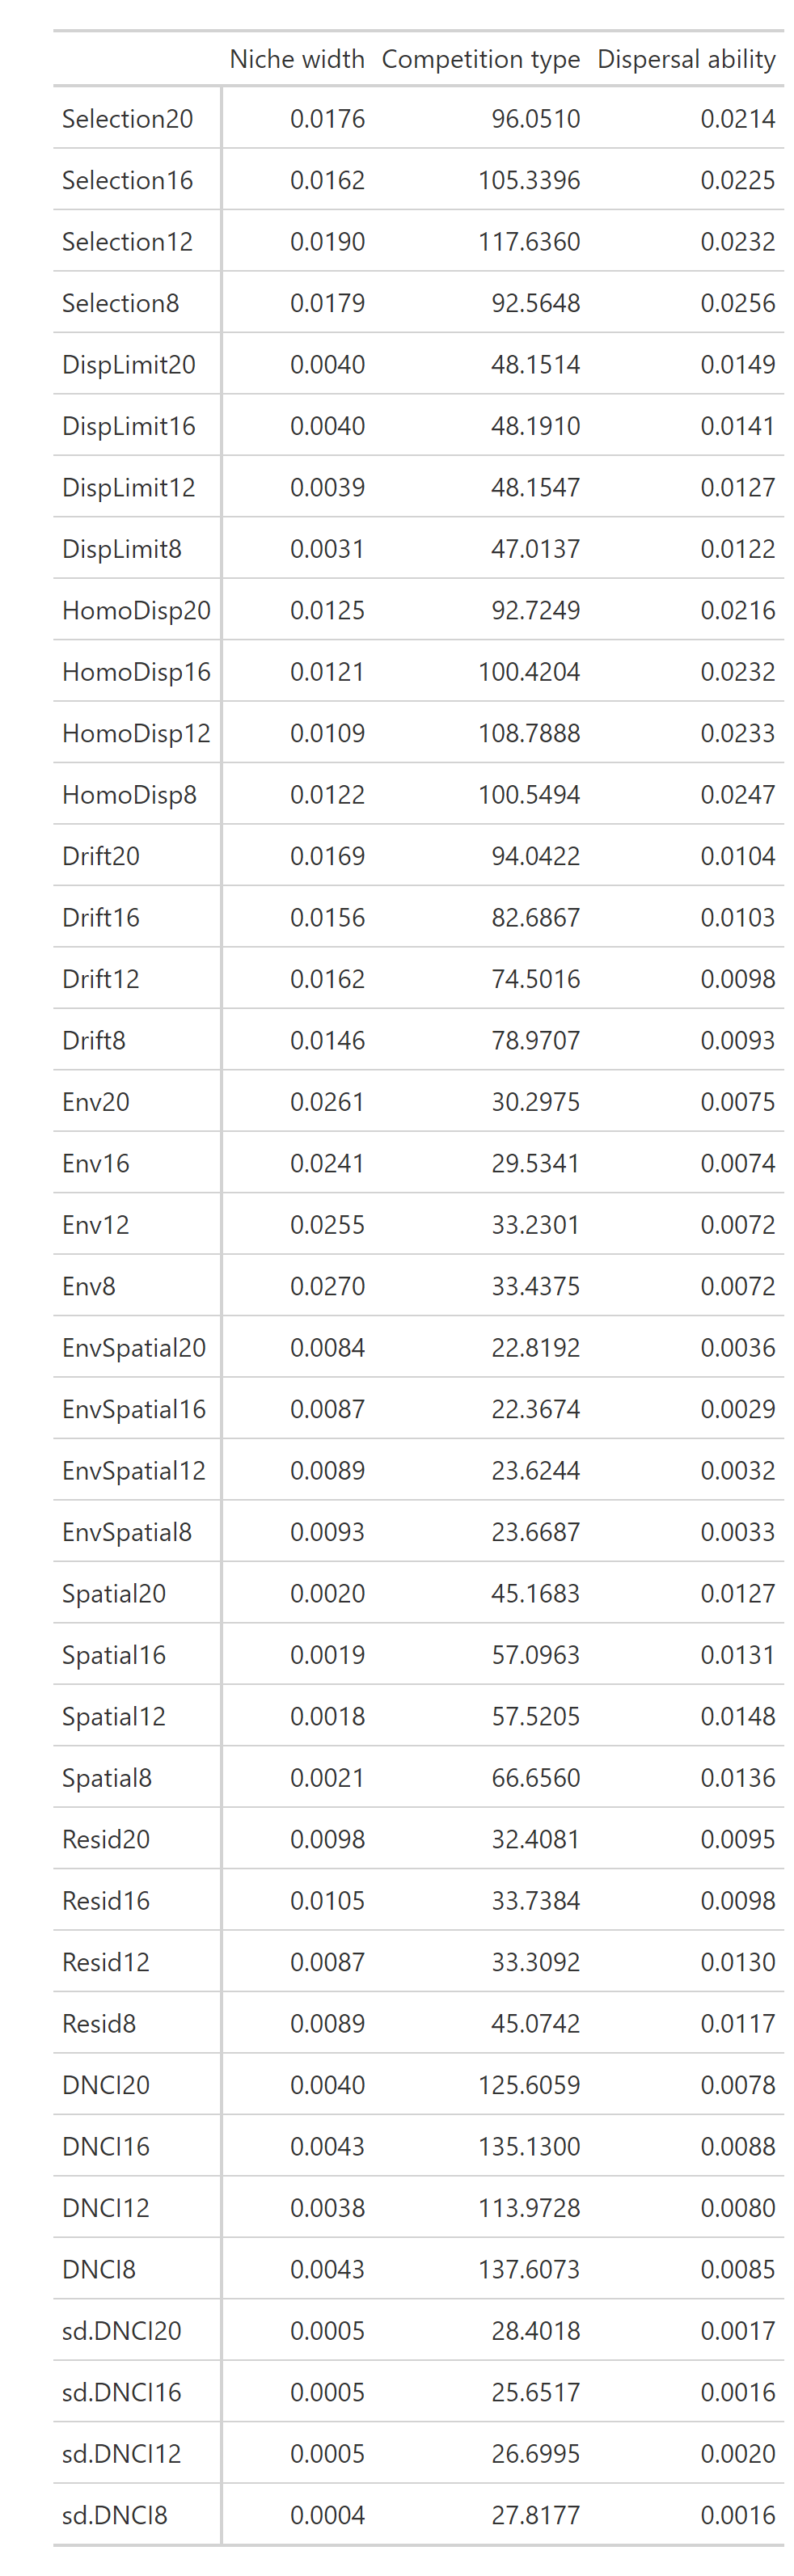 Niche width Competition type Dispersal ability
Selection20 0.0176 96.0510 0.0214
Selection16 0.0162 105.3396 0.0225
Selection12 0.0190 117.6360 0.0232
Selection8 0.0179 92.5648 0.0256
DispLimit20 0.0040 48.1514 0.0149
DispLimit16 0.0040 48.1910 0.0141
DispLimit12 0.0039 48.1547 0.0127
DispLimit8 0.0031 47.0137 0.0122
HomoDisp20 0.0125 92.7249 0.0216
HomoDisp16 0.0121 100.4204 0.0232
HomoDisp12 0.0109 108.7888 0.0233
HomoDisp8 0.0122 100.5494 0.0247
Drift20 0.0169 94.0422 0.0104
Drift16 0.0156 82.6867 0.0103
Drift12 0.0162 74.5016 0.0098
Drift8 0.0146 78.9707 0.0093
Env20 0.0261 30.2975 0.0075
Env16 0.0241 29.5341 0.0074
Env12 0.0255 33.2301 0.0072
Env8 0.0270 33.4375 0.0072
EnvSpatial20 0.0084 22.8192 0.0036
EnvSpatial16 0.0087 22.3674 0.0029
EnvSpatial12 0.0089 23.6244 0.0032
EnvSpatial8 0.0093 23.6687 0.0033
Spatial20 0.0020 45.1683 0.0127
Spatial16 0.0019 57.0963 0.0131
Spatial12 0.0018 57.5205 0.0148
Spatial8 0.0021 66.6560 0.0136
Resid20 0.0098 32.4081 0.0095
Resid16 0.0105 33.7384 0.0098
Resid12 0.0087 33.3092 0.0130
Resid8 0.0089 45.0742 0.0117
DNCI20 0.0040 125.6059 0.0078
DNCI16 0.0043 135.1300 0.0088
DNCI12 0.0038 113.9728 0.0080
DNCI8 0.0043 137.6073 0.0085
sd.DNCI20 0.0005 28.4018 0.0017
sd.DNCI16 0.0005 25.6517 0.0016
sd.DNCI12 0.0005 26.6995 0.0020
sd.DNCI8 0.0004 27.8177 0.0016